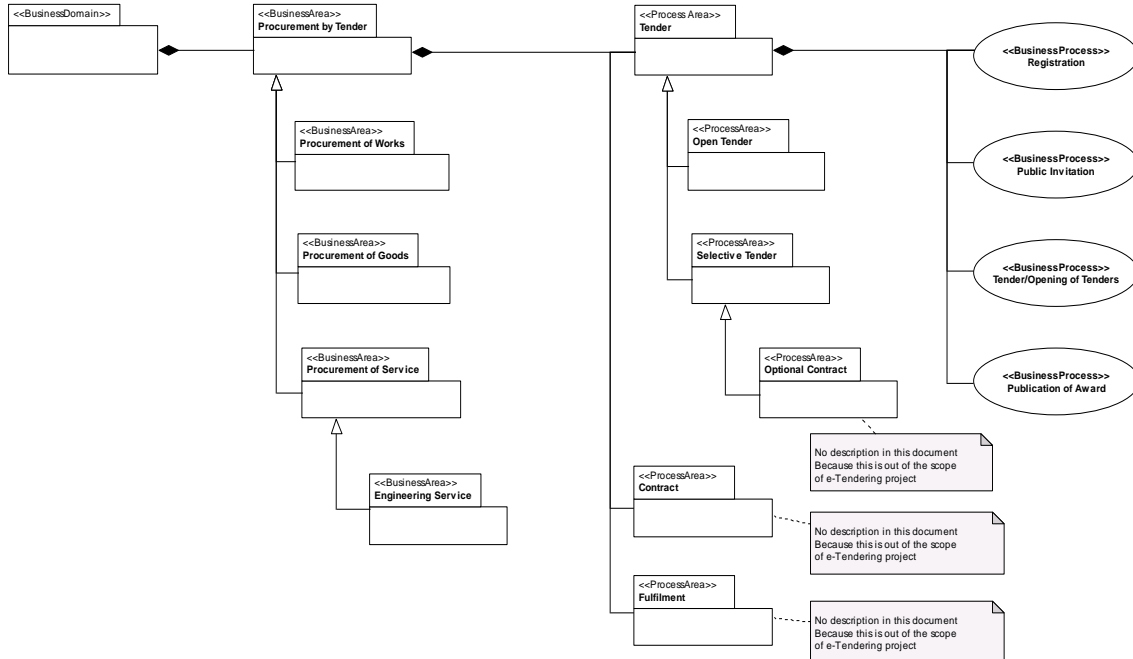 <<BusinessDomain>>
<<BusinessArea>>
Procurement by Tender
<<Process Area>>
Tender
<<BusinessProcess>>
Registration
<<BusinessArea>>
Procurement of Works
<<ProcessArea>>
Open Tender
<<BusinessProcess>>
Public Invitation
<<BusinessArea>>
Procurement of Goods
<<ProcessArea>>
Selective Tender
<<BusinessProcess>>
Tender/Opening of Tenders
<<BusinessArea>>
Procurement of Service
<<ProcessArea>>
Optional Contract
<<BusinessProcess>>
Publication of Award
No description in this document
Because this is out of the scope
of e-Tendering project
<<BusinessArea>>
Engineering Service
<<ProcessArea>>
Contract
No description in this document
Because this is out of the scope
of e-Tendering project
<<ProcessArea>>
Fulfilment
No description in this document
Because this is out of the scope
of e-Tendering project